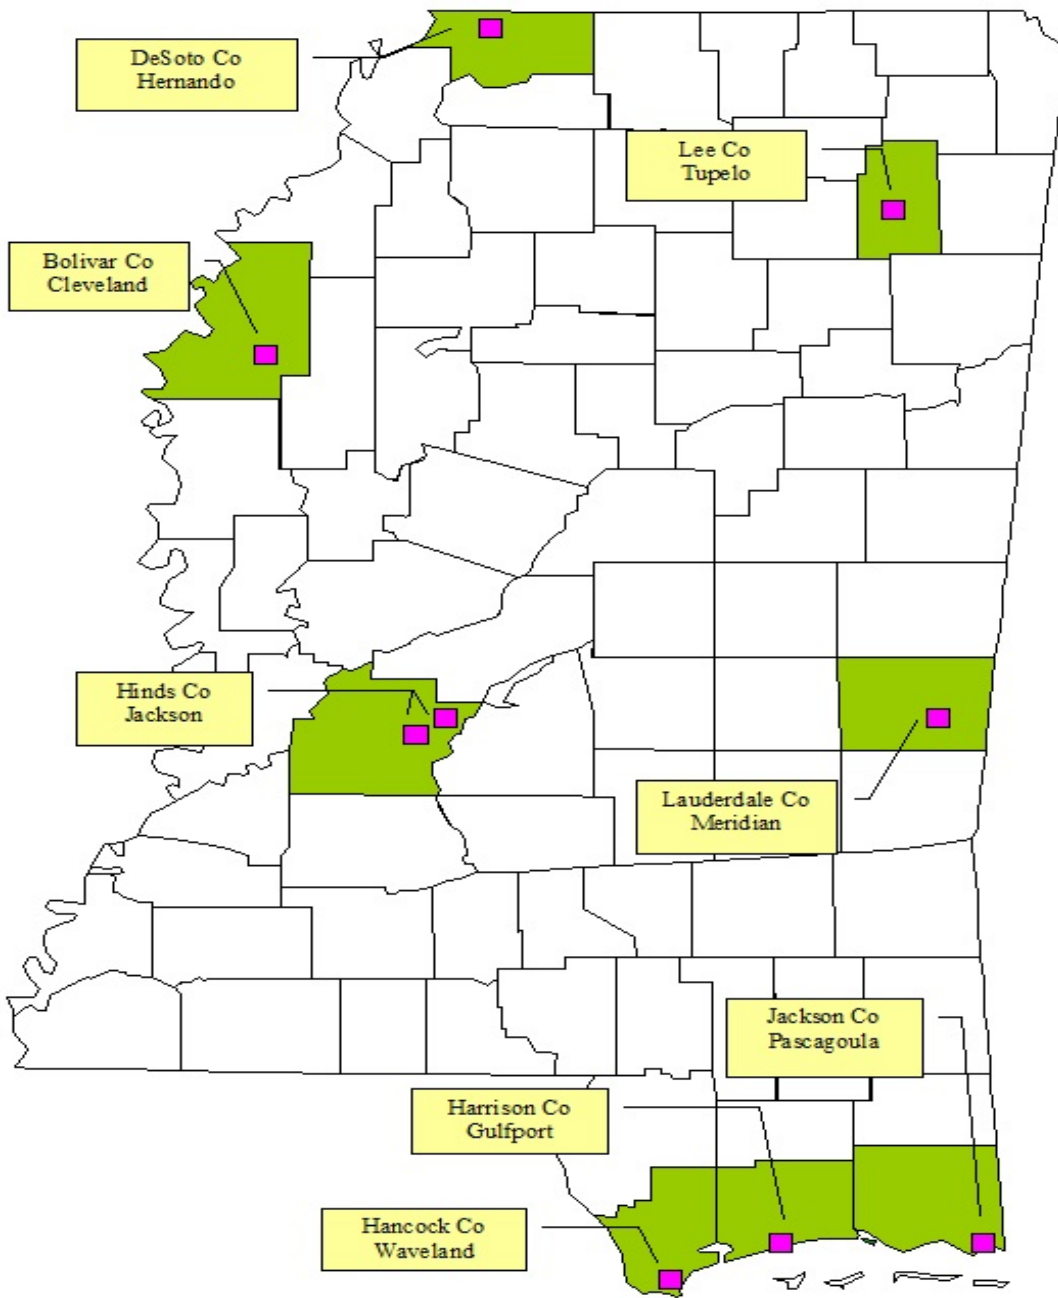 DeSoto Co
Hernando
Lee Co
Tupelo
Bolivar Co
Cleveland
Hinds Co
Jackson
Lauderdale Co
Meridian
Jackson Co
Pascagoula
Harrison Co
Gulfport
Hancock Co
Waveland